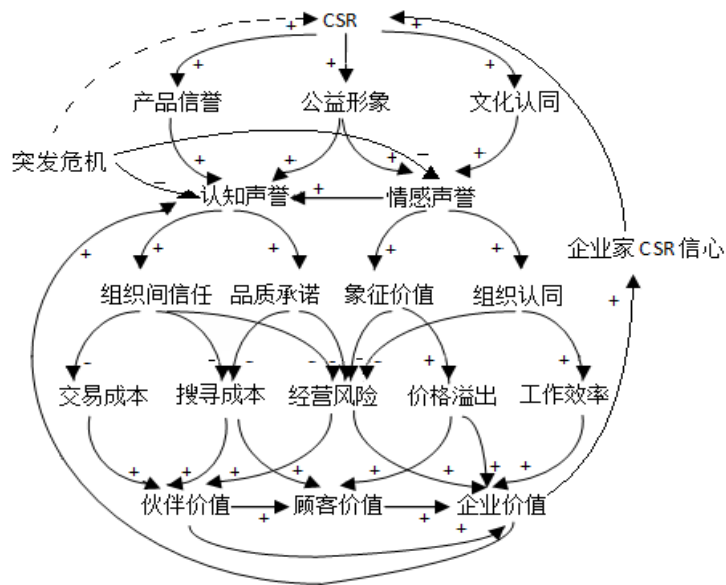 CSR
产品信誉 公益形象 文化认同
突发危机
认知声誉 情感声誉
企业家CSR信心
组织间信任 品质承诺 象征价值 组织认同
交易成本 搜寻成本 经营风险 价格溢出 工作效率
伙伴价值 顾客价值 企业价值